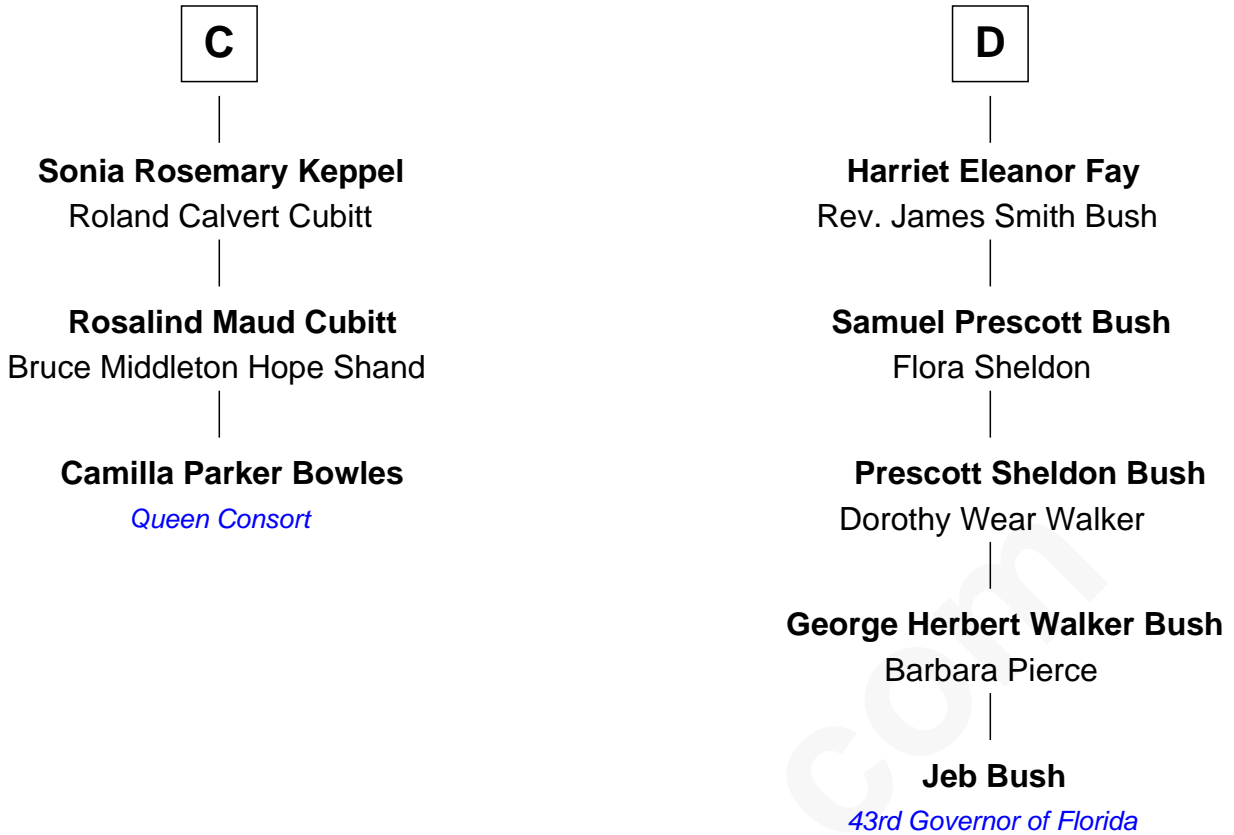 C
Sonia Rosemary Keppel
Roland Calvert Cubitt
Rosalind Maud Cubitt
Bruce Middleton Hope Shand
Camilla Parker Bowles
Queen Consort
D
Harriet Eleanor Fay
Rev. James Smith Bush
Samuel Prescott Bush
Flora Sheldon
Prescott Sheldon Bush
Dorothy Wear Walker
George Herbert Walker Bush
Barbara Pierce
Jeb Bush
43rd Governor of Florida
com